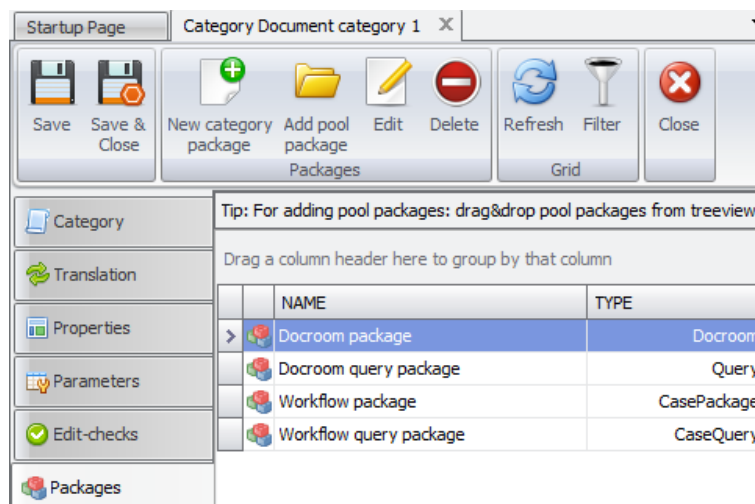 Startup Page
Category Document category 1
Save
Save & Close
New category package
Add pool package
Edit
Delete
Refresh
Filter
Close
Packages
Grid
Category
Translation
Properties
Parameters
Edit-checks
Packages
Tip: For adding pool packages: drag&drop pool packages from treeview
Drag a column header here to group by that column
NAME TYPE
Docroom package Docroom
Docroom query package Query
Workflow package CasePackage
Workflow query package CaseQuery